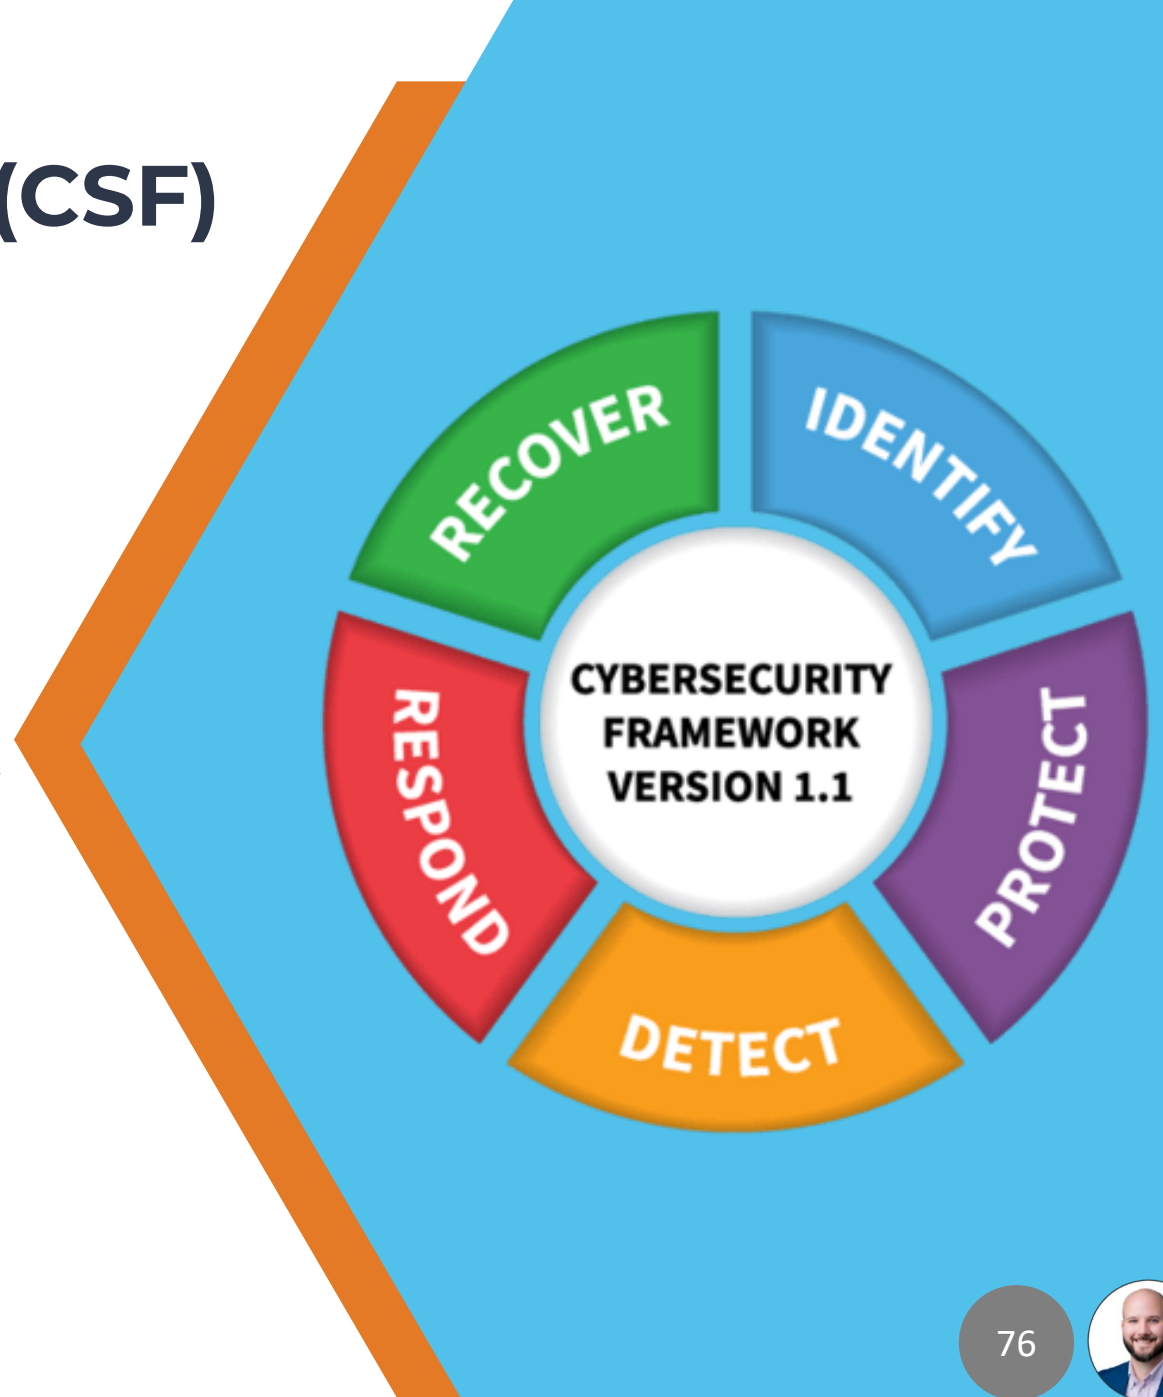 (CSF)
RECOVER
IDENTIFY
CYBERSECURITY
FRAMEWORK
VERSION 1.1
RESPOND
PROTECT
DETECT
76